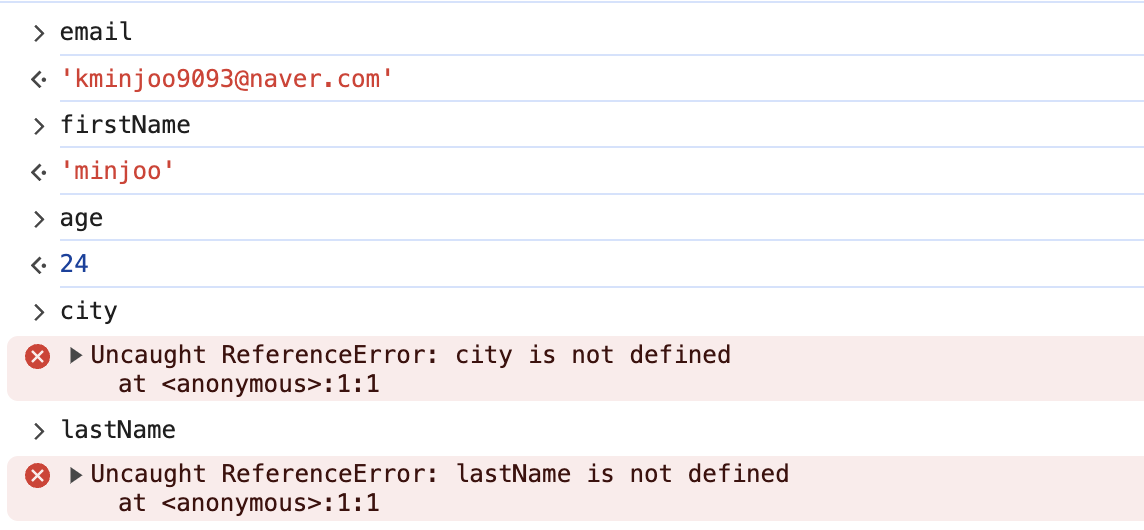 email
'kminjoo9093@naver.com'
firstName
'minjoo'
age
24
city
Uncaught ReferenceError: city is not defined
at <anonymous>:1:1
lastName
Uncaught ReferenceError: lastName is not defined
at <anonymous>:1:1